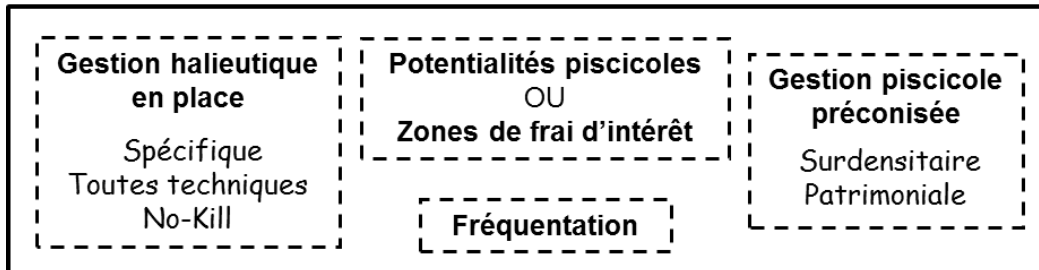 Gestion halieutique
en place
Spécifique
Toutes techniques
No-Kill
Potentialités piscicoles
OU
Zones de frai d'intérêt
Fréquentation
Gestion piscicole
préconisée
Surdensitaire
Patrimoniale